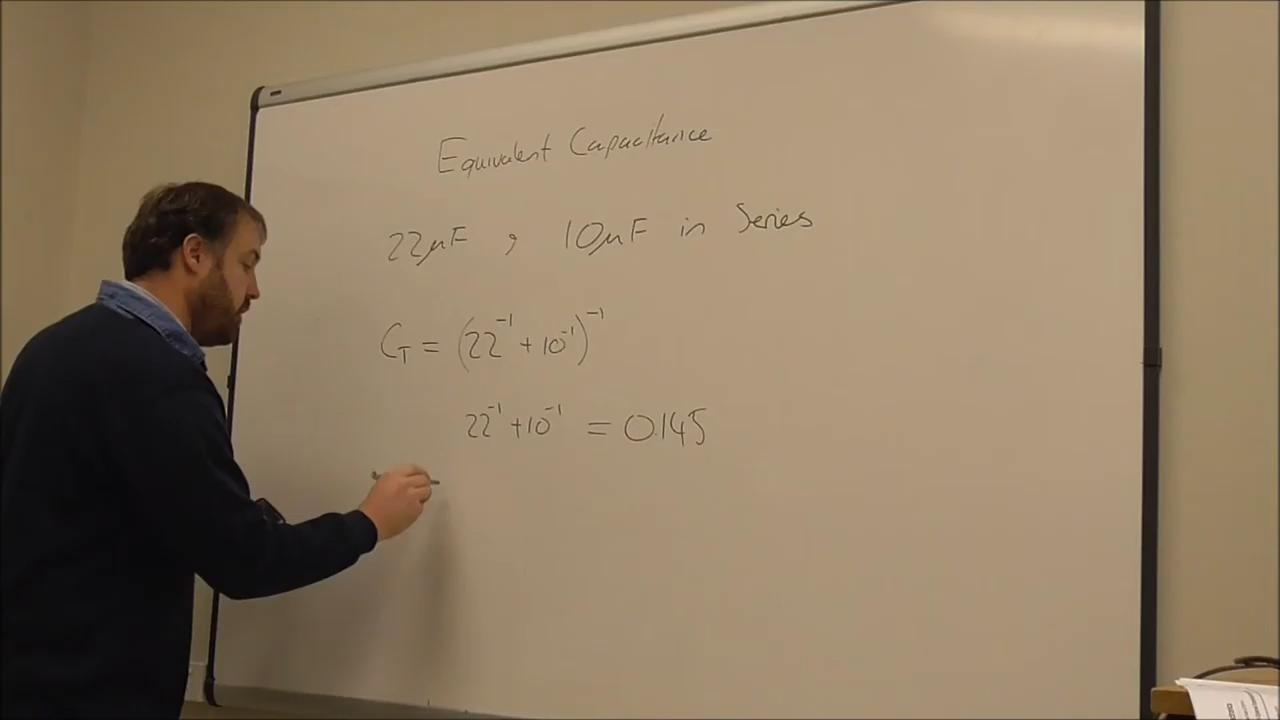 Equivalent Capacitance
22μF , 10μF in Series
C_T = (22⁻¹ + 10⁻¹)⁻¹
22⁻¹ + 10⁻¹ = 0.145